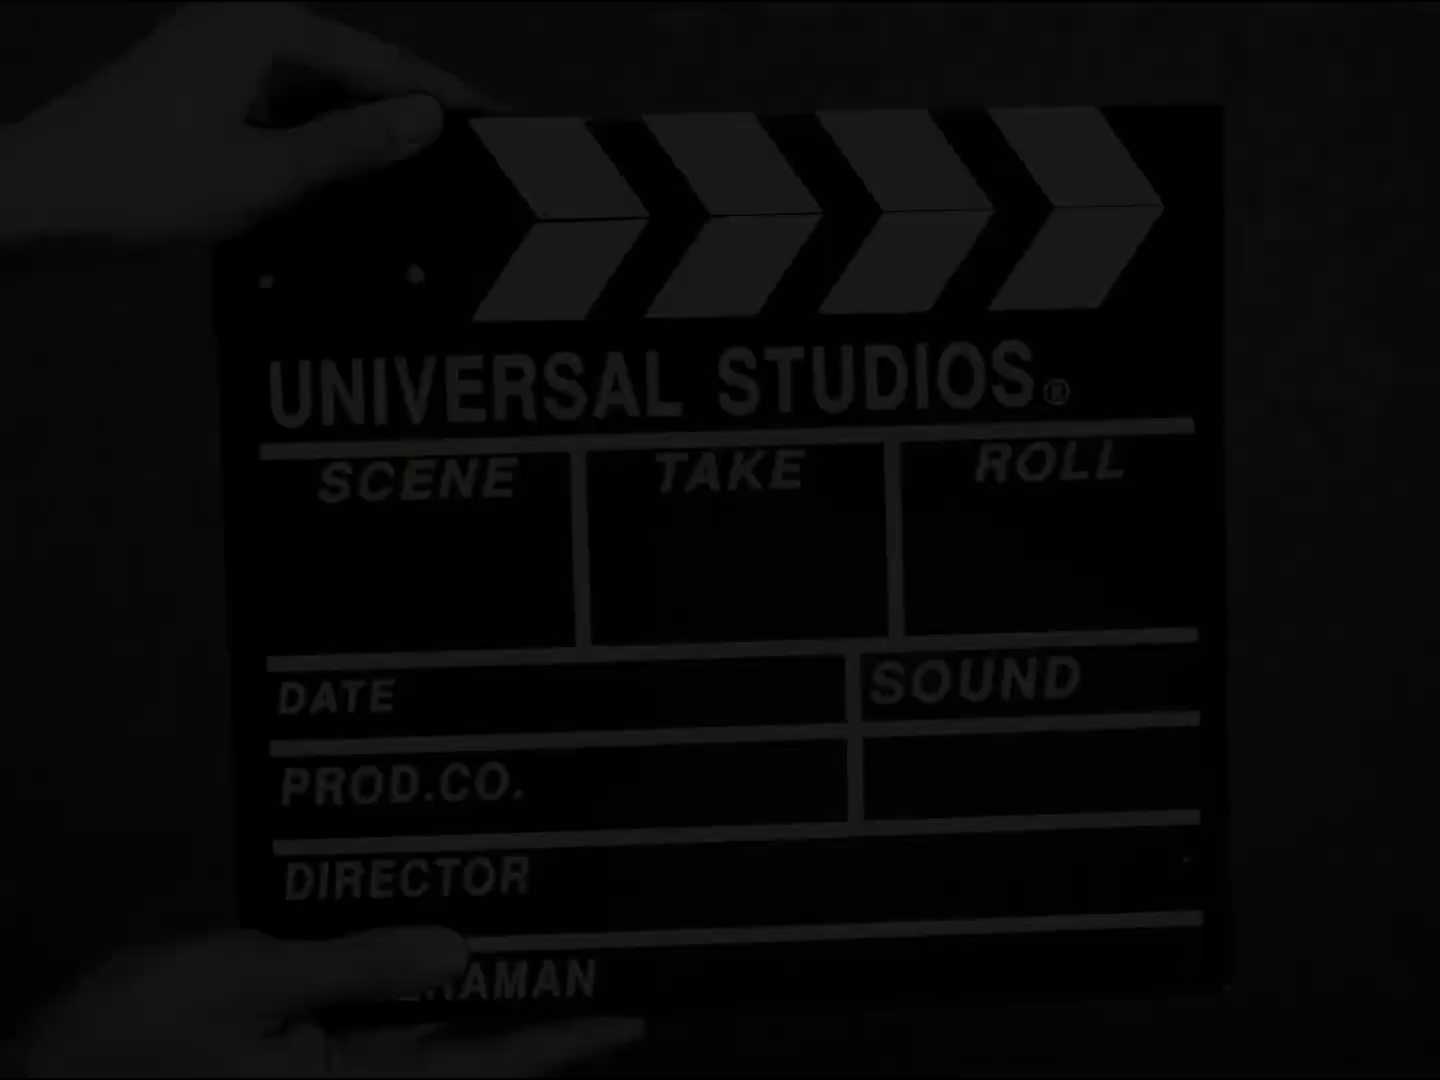 UNIVERSAL STUDIOS®
SCENE TAKE ROLL
DATE SOUND
PROD.CO.
DIRECTOR